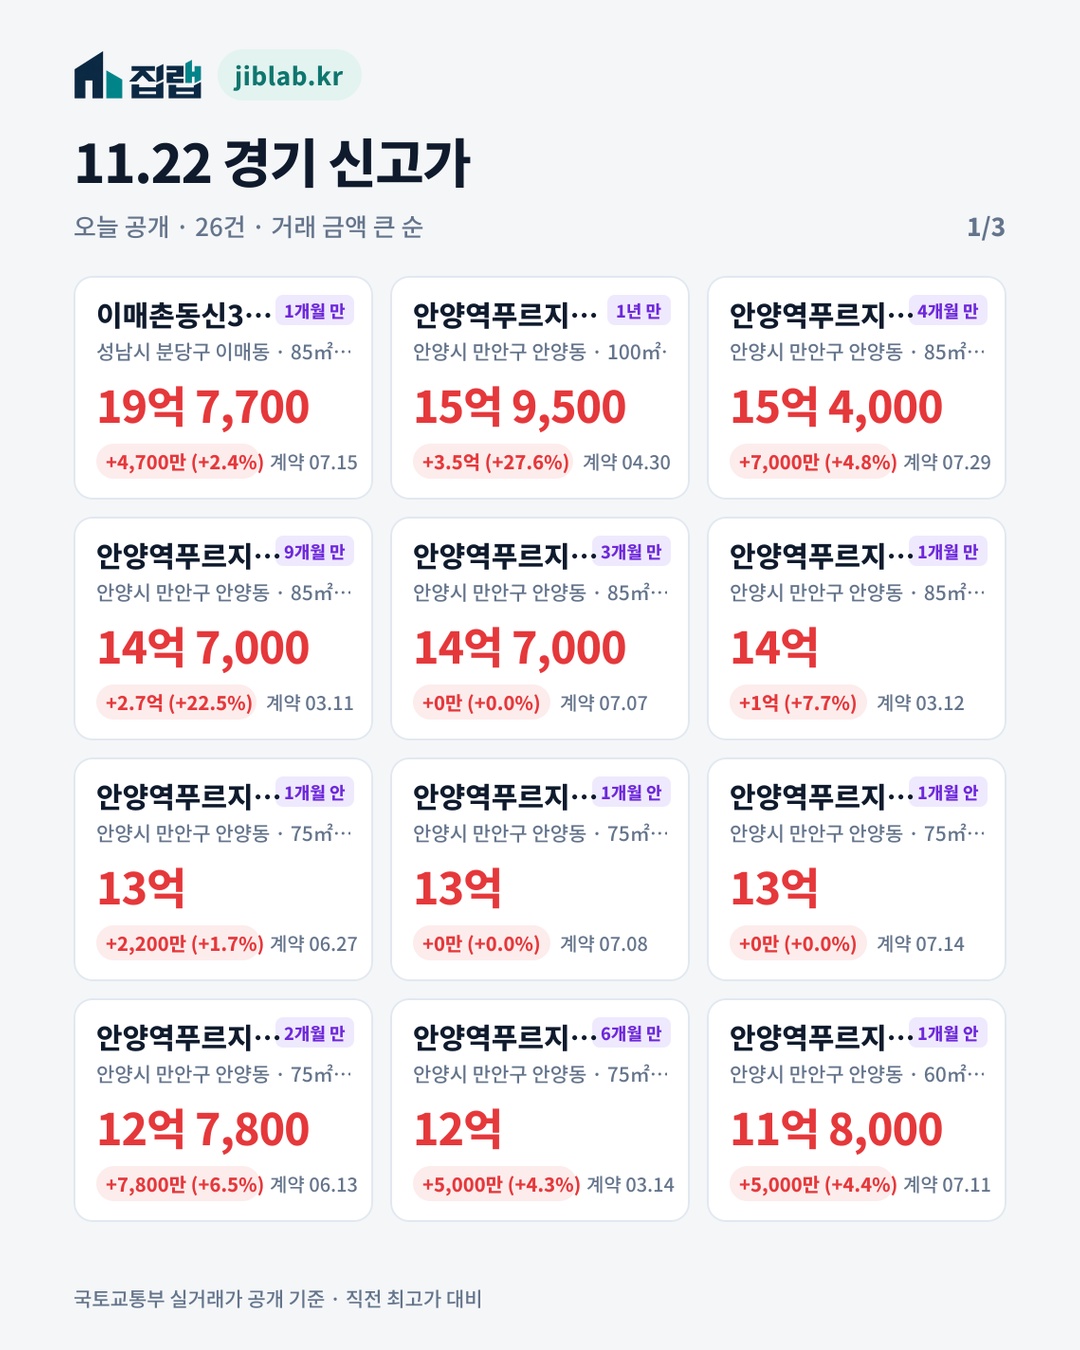 집랩 jiblab.kr
11.22 경기 신고가
오늘 공개 · 26건 · 거래 금액 큰 순 1/3
이매촌동신3··· 1개월 만
성남시 분당구 이매동 · 85㎡···
19억 7,700
+4,700만 (+2.4%) 계약 07.15
안양역푸르지··· 1년 만
안양시 만안구 안양동 · 100㎡·
15억 9,500
+3.5억 (+27.6%) 계약 04.30
안양역푸르지··· 4개월 만
안양시 만안구 안양동 · 85㎡···
15억 4,000
+7,000만 (+4.8%) 계약 07.29
안양역푸르지··· 9개월 만
안양시 만안구 안양동 · 85㎡···
14억 7,000
+2.7억 (+22.5%) 계약 03.11
안양역푸르지··· 3개월 만
안양시 만안구 안양동 · 85㎡···
14억 7,000
+0만 (+0.0%) 계약 07.07
안양역푸르지··· 1개월 만
안양시 만안구 안양동 · 85㎡···
14억
+1억 (+7.7%) 계약 03.12
안양역푸르지··· 1개월 안
안양시 만안구 안양동 · 75㎡···
13억
+2,200만 (+1.7%) 계약 06.27
안양역푸르지··· 1개월 안
안양시 만안구 안양동 · 75㎡···
13억
+0만 (+0.0%) 계약 07.08
안양역푸르지··· 1개월 안
안양시 만안구 안양동 · 75㎡···
13억
+0만 (+0.0%) 계약 07.14
안양역푸르지··· 2개월 만
안양시 만안구 안양동 · 75㎡···
12억 7,800
+7,800만 (+6.5%) 계약 06.13
안양역푸르지··· 6개월 만
안양시 만안구 안양동 · 75㎡···
12억
+5,000만 (+4.3%) 계약 03.14
안양역푸르지··· 1개월 안
안양시 만안구 안양동 · 60㎡···
11억 8,000
+5,000만 (+4.4%) 계약 07.11
국토교통부 실거래가 공개 기준 · 직전 최고가 대비